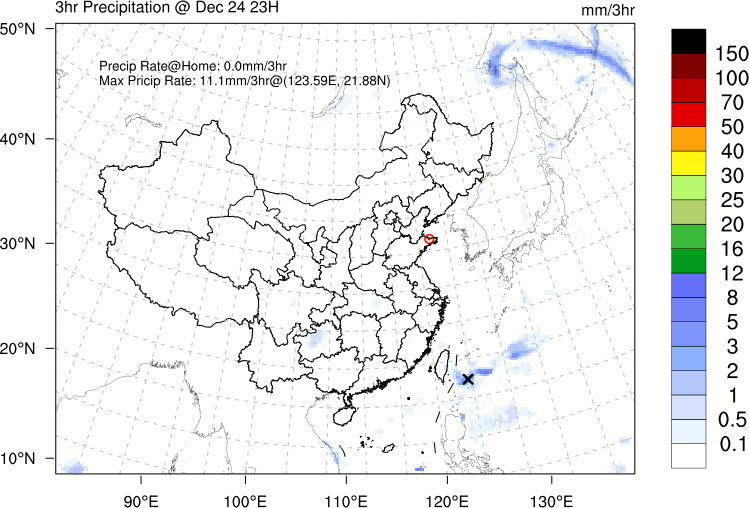 3hr Precipitation @ Dec 24 23H
mm/3hr
50°N
Precip Rate@Home: 0.0mm/3hr
Max Pricip Rate: 11.1mm/3hr@(123.59E, 21.88N)
40°N
30°N
20°N
10°N
90°E 100°E 110°E 120°E 130°E
150
100
70
50
40
30
25
20
16
12
8
5
3
2
1
0.5
0.1